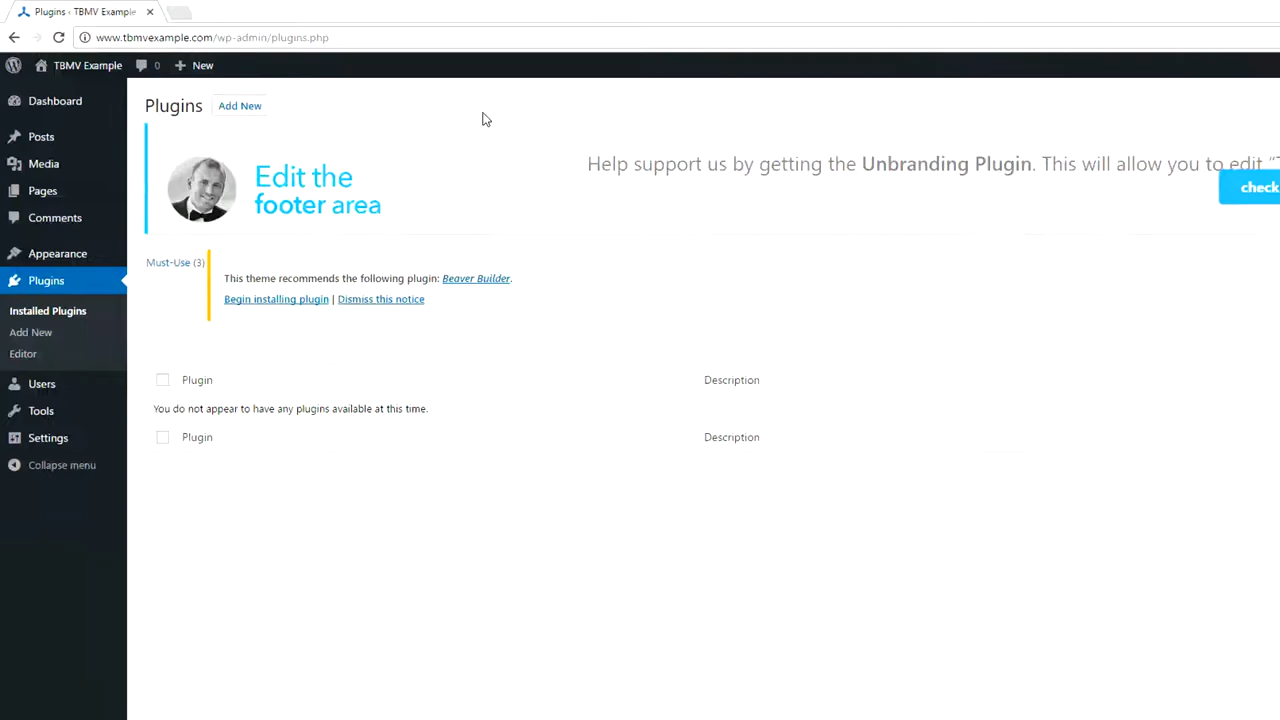 Plugins ‹ TBMV Example
www.tbmvexample.com/wp-admin/plugins.php
TBMV Example 0 New
Dashboard
Posts
Media
Pages
Comments
Appearance
Plugins
Installed Plugins
Add New
Editor
Users
Tools
Settings
Collapse menu
Plugins Add New
Edit the
footer area
Help support us by getting the Unbranding Plugin. This will allow you to edit “T
check
Must-Use (3)
This theme recommends the following plugin: Beaver Builder.
Begin installing plugin | Dismiss this notice
Plugin Description
You do not appear to have any plugins available at this time.
Plugin Description